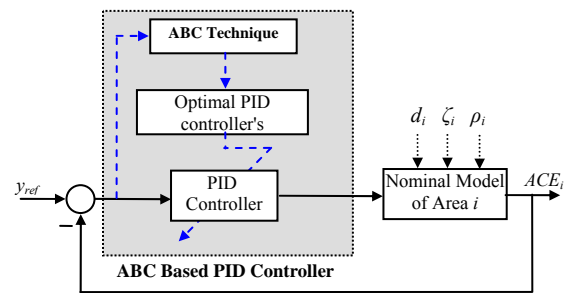 ABC Technique
Optimal PID
controller's
d_i ζ_i ρ_i
y_ref
PID
Controller
Nominal Model
of Area i
ACE_i
−
ABC Based PID Controller